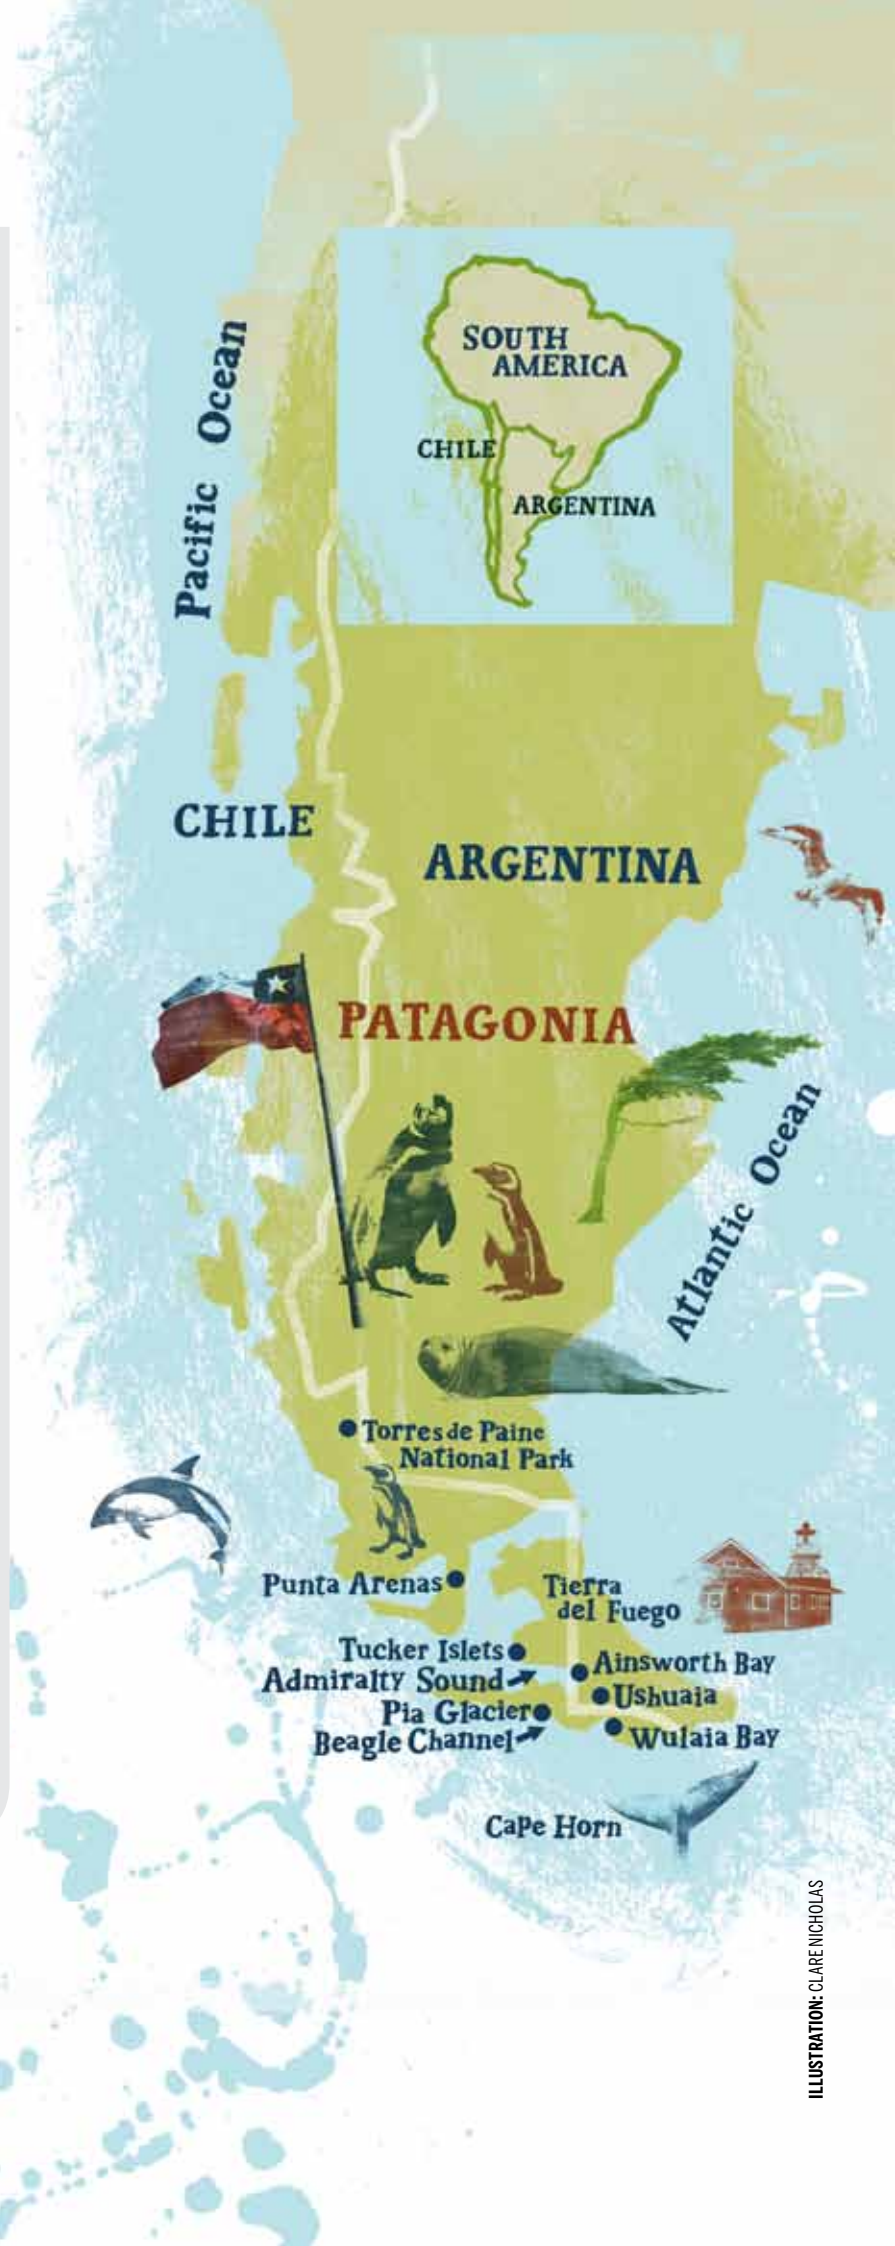 SOUTH
AMERICA
CHILE
ARGENTINA
Pacific Ocean
CHILE
ARGENTINA
PATAGONIA
Atlantic Ocean
Torres de Paine
National Park
Punta Arenas
Tierra
del Fuego
Tucker Islets
Admiralty Sound
Ainsworth Bay
Ushuaia
Pia Glacier
Beagle Channel
Wulaia Bay
Cape Horn
ILLUSTRATION: CLARE NICHOLAS